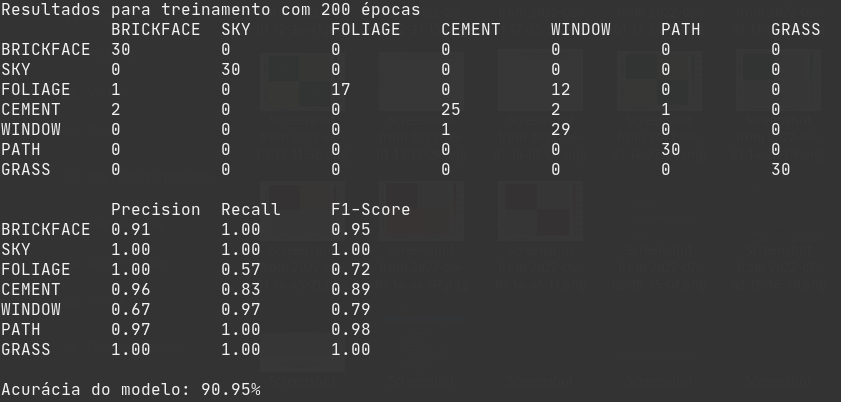 Resultados para treinamento com 200 épocas
BRICKFACE SKY FOLIAGE CEMENT WINDOW PATH GRASS
BRICKFACE 30 0 0 0 0 0 0
SKY 0 30 0 0 0 0 0
FOLIAGE 1 0 17 0 12 0 0
CEMENT 2 0 0 25 2 1 0
WINDOW 0 0 0 1 29 0 0
PATH 0 0 0 0 0 30 0
GRASS 0 0 0 0 0 0 30
Precision Recall F1-Score
BRICKFACE 0.91 1.00 0.95
SKY 1.00 1.00 1.00
FOLIAGE 1.00 0.57 0.72
CEMENT 0.96 0.83 0.89
WINDOW 0.67 0.97 0.79
PATH 0.97 1.00 0.98
GRASS 1.00 1.00 1.00
Acurácia do modelo: 90.95%